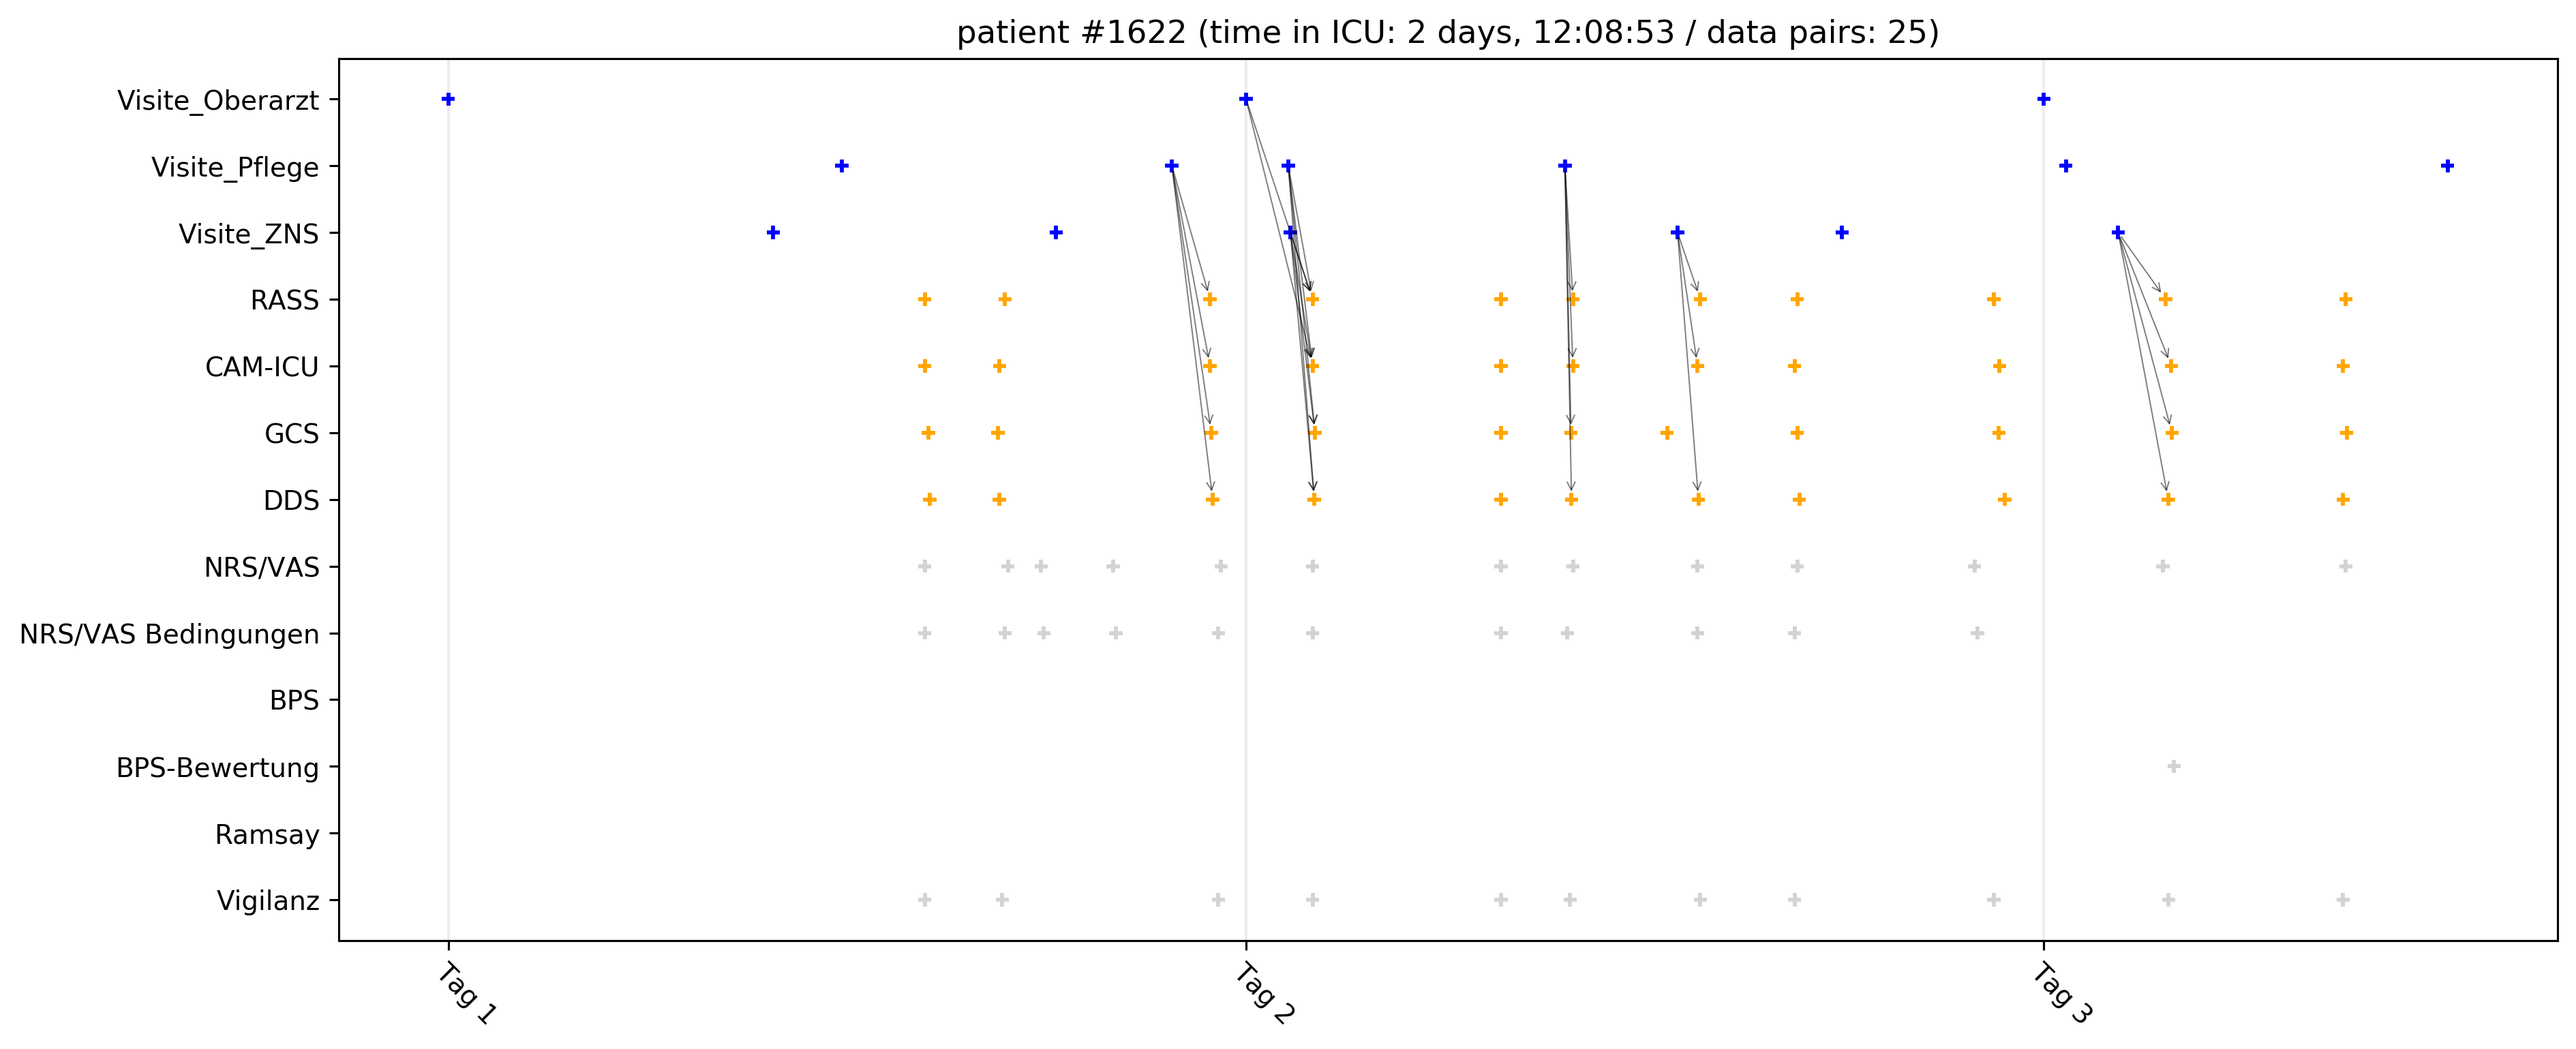 patient #1622 (time in ICU: 2 days, 12:08:53 / data pairs: 25)
Visite_Oberarzt
Visite_Pflege
Visite_ZNS
RASS
CAM-ICU
GCS
DDS
NRS/VAS
NRS/VAS Bedingungen
BPS
BPS-Bewertung
Ramsay
Vigilanz
Tag 1
Tag 2
Tag 3